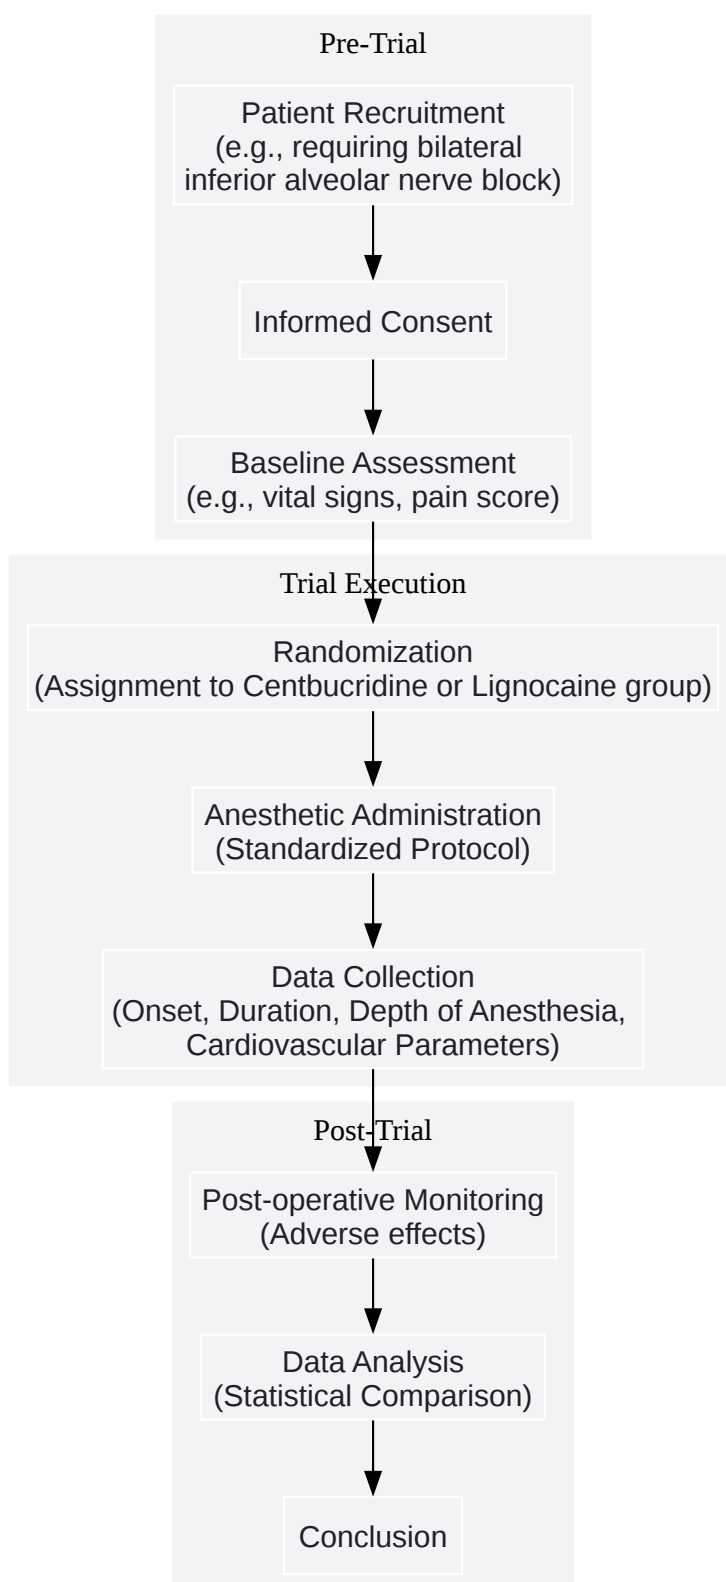 Pre-Trial
Patient Recruitment
(e.g., requiring bilateral
inferior alveolar nerve block)
Informed Consent
Baseline Assessment
(e.g., vital signs, pain score)
Trial Execution
Randomization
(Assignment to Centbucridine or Lignocaine group)
Anesthetic Administration
(Standardized Protocol)
Data Collection
(Onset, Duration, Depth of Anesthesia,
Cardiovascular Parameters)
Post-Trial
Post-operative Monitoring
(Adverse effects)
Data Analysis
(Statistical Comparison)
Conclusion